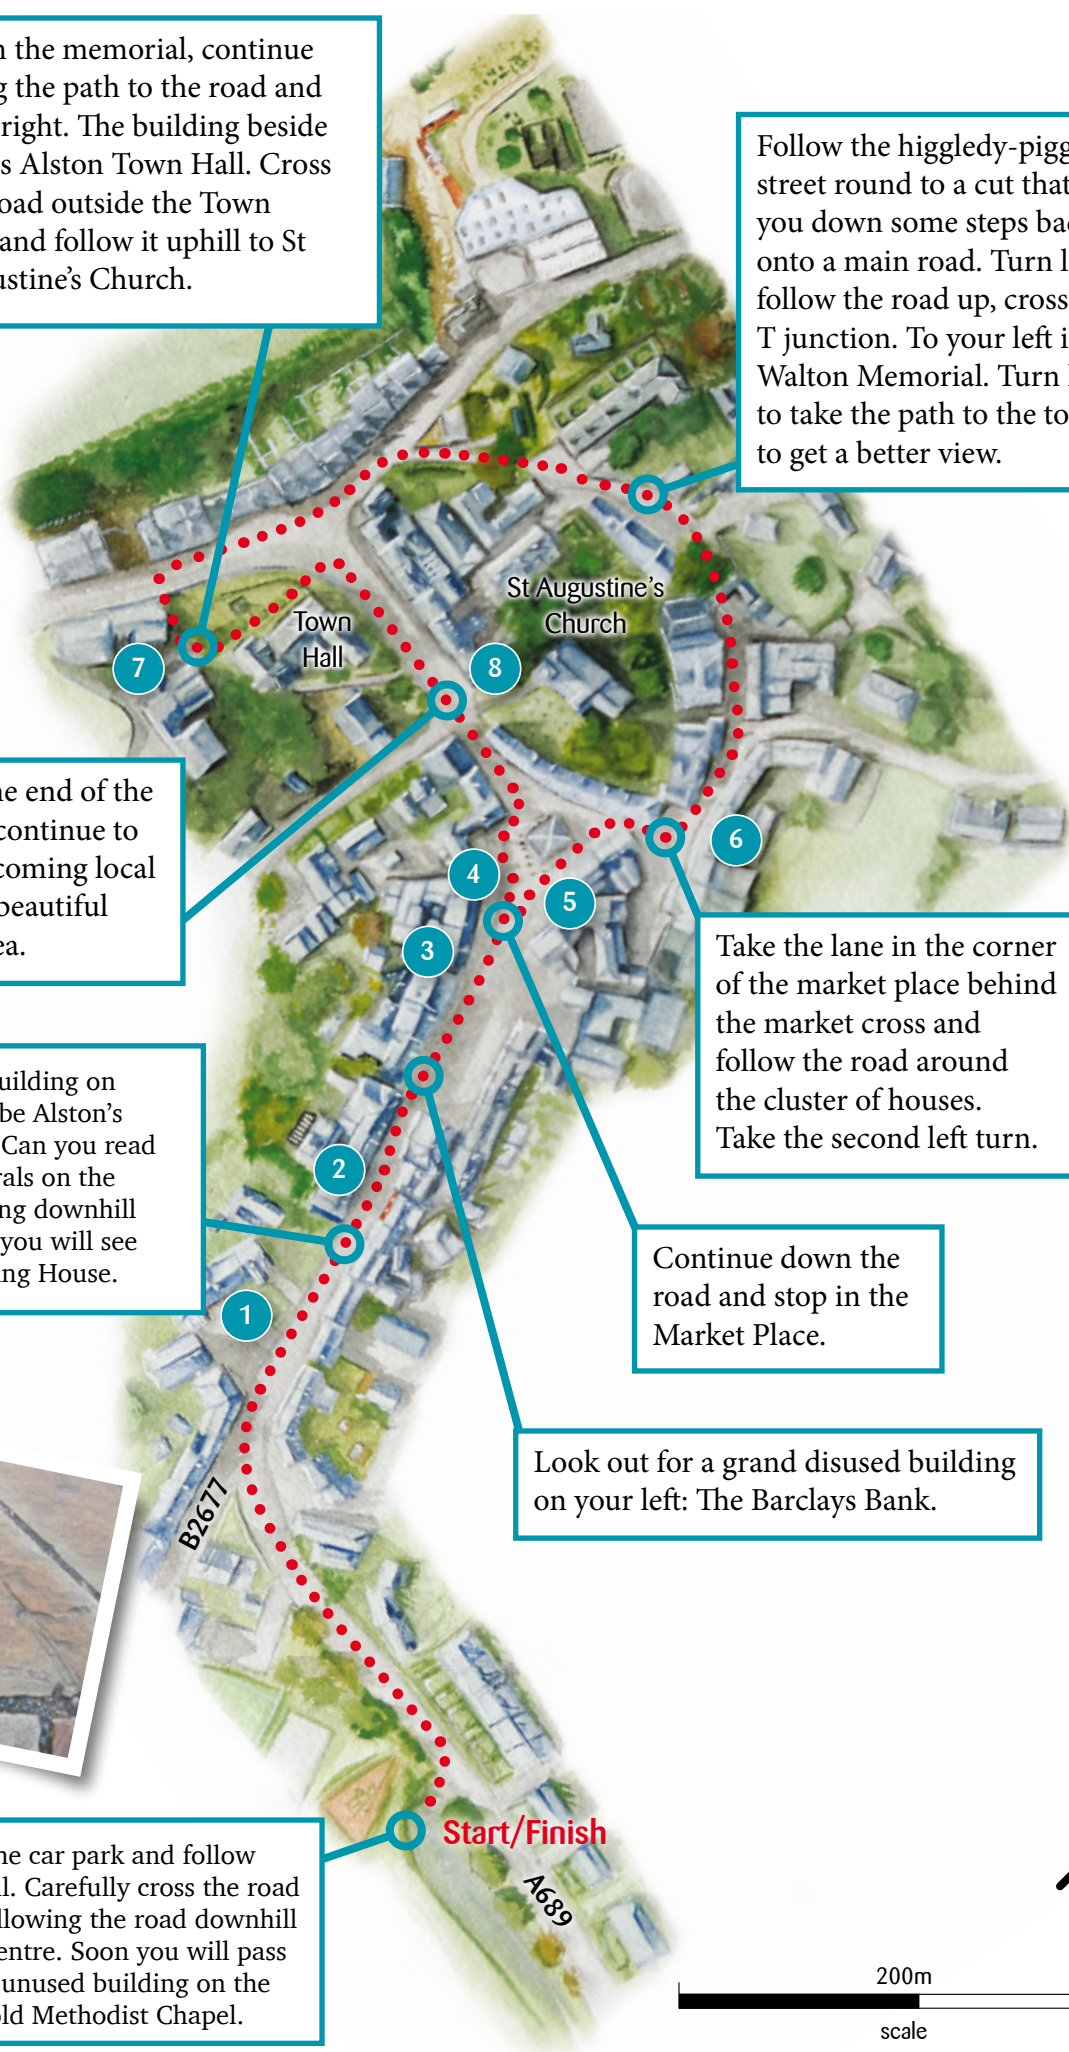 n the memorial, continue
g the path to the road and
right. The building beside
s Alston Town Hall. Cross
oad outside the Town
and follow it uphill to St
ustine's Church.
Follow the higgledy-pigg
street round to a cut that
you down some steps bac
onto a main road. Turn l
follow the road up, cross
T junction. To your left i
Walton Memorial. Turn l
to take the path to the to
to get a better view.
St Augustine's
Church
Town
Hall
7
8
ne end of the
continue to
coming local
beautiful
ea.
6
4
5
3
Take the lane in the corner
of the market place behind
the market cross and
follow the road around
the cluster of houses.
Take the second left turn.
uilding on
be Alston's
Can you read
rals on the
ng downhill
you will see
ing House.
2
1
Continue down the
road and stop in the
Market Place.
Look out for a grand disused building
on your left: The Barclays Bank.
B2677
Start/Finish
A689
ne car park and follow
ll. Carefully cross the road
llowing the road downhill
entre. Soon you will pass
unused building on the
old Methodist Chapel.
200m
scale